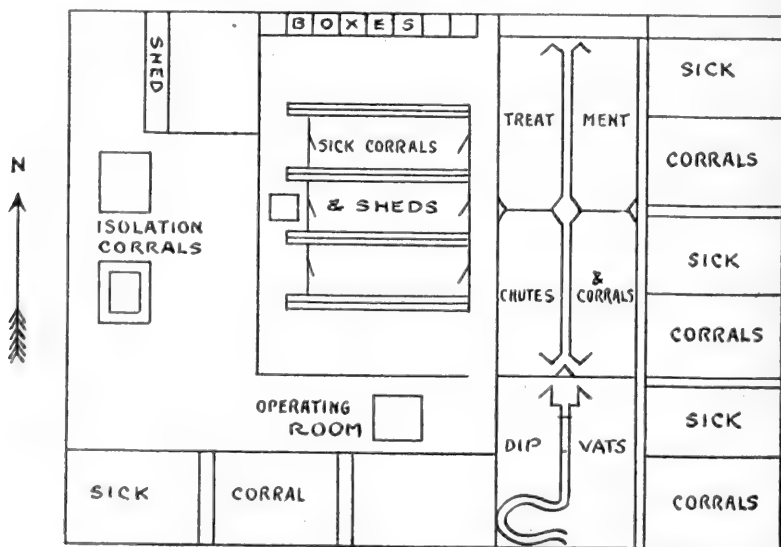 BOXES
SHED
SICK
TREAT MENT
SICK CORRALS
CORRALS
N
& SHEDS
ISOLATION
CORRALS
SICK
&
CHUTES CORRALS
CORRALS
OPERATING
ROOM
SICK
DIP VATS
SICK CORRAL
CORRALS